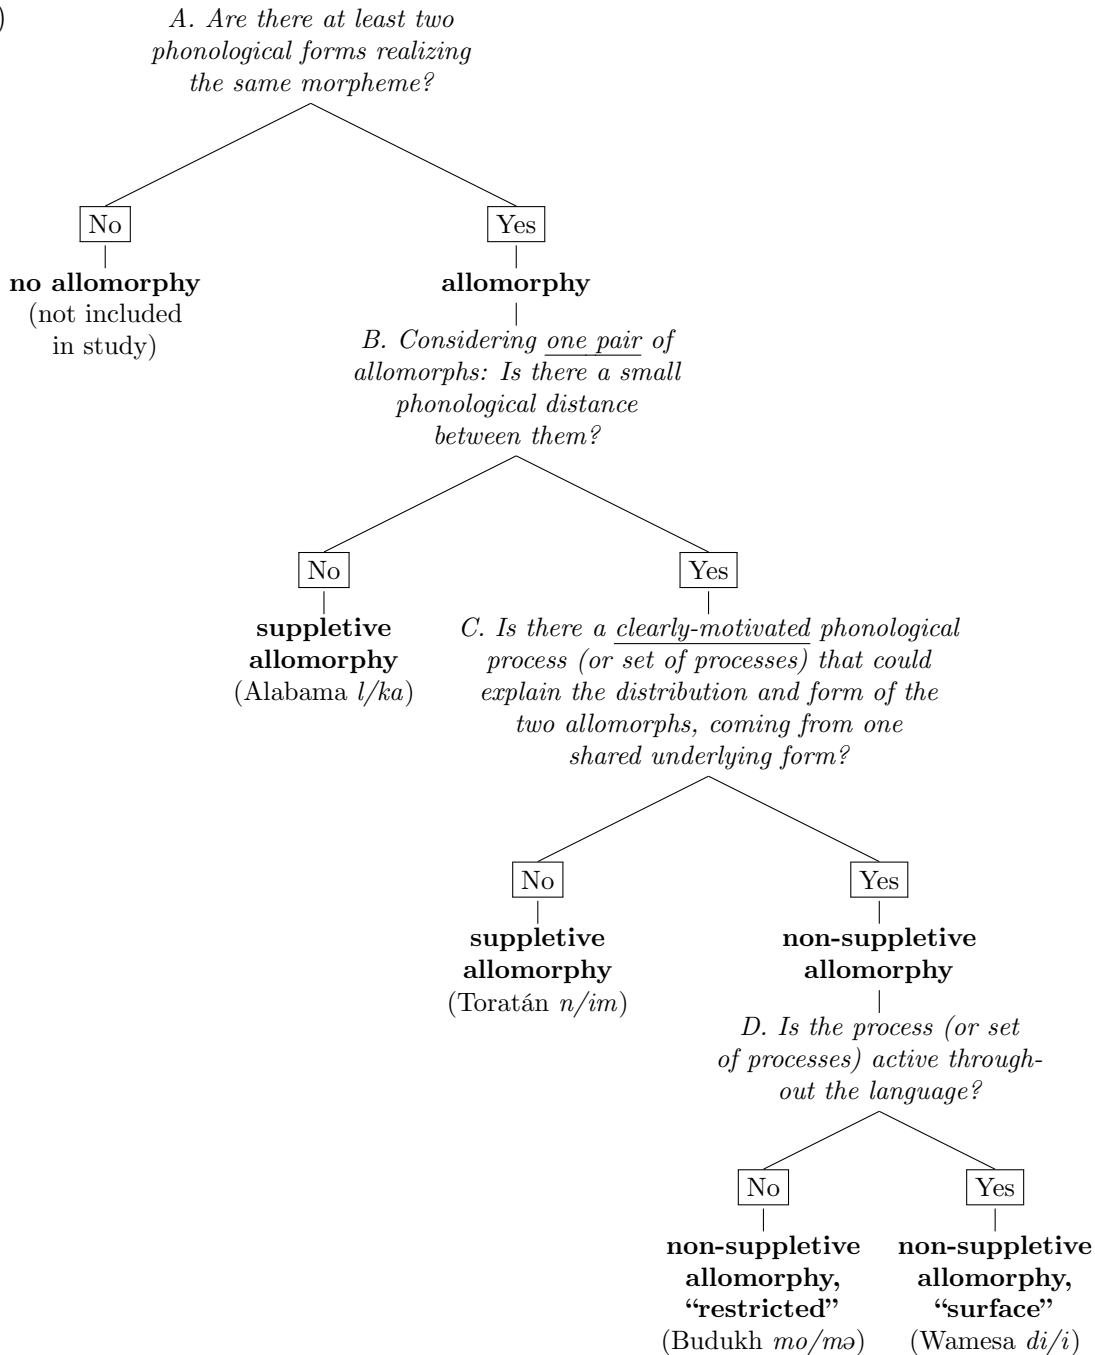 )
A. Are there at least two
phonological forms realizing
the same morpheme?
No
no allomorphy
(not included
in study)
Yes
allomorphy
B. Considering one pair of
allomorphs: Is there a small
phonological distance
between them?
No
suppletive
allomorphy
(Alabama l/ka)
Yes
C. Is there a clearly-motivated phonological
process (or set of processes) that could
explain the distribution and form of the
two allomorphs, coming from one
shared underlying form?
No
suppletive
allomorphy
(Toratán n/im)
Yes
non-suppletive
allomorphy
D. Is the process (or set
of processes) active through-
out the language?
No
non-suppletive
allomorphy,
“restricted”
(Budukh mo/mə)
Yes
non-suppletive
allomorphy,
“surface”
(Wamesa di/i)